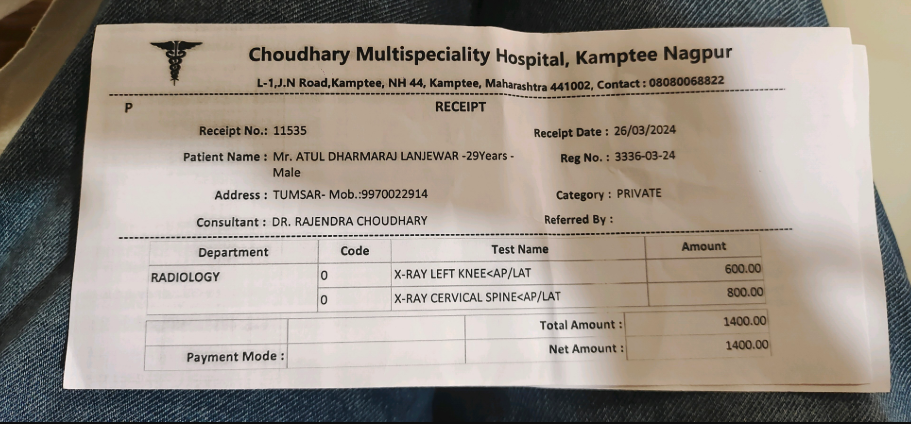 Choudhary Multispeciality Hospital, Kamptee Nagpur
L-1,J.N Road,Kamptee, NH 44, Kamptee, Maharashtra 441002, Contact : 08080068822
P RECEIPT
Receipt No.: 11535 Receipt Date : 26/03/2024
Patient Name : Mr. ATUL DHARMARAJ LANJEWAR -29Years - Reg No. : 3336-03-24
Male
Address : TUMSAR- Mob.:9970022914 Category : PRIVATE
Consultant : DR. RAJENDRA CHOUDHARY Referred By :
Department Code Test Name Amount
RADIOLOGY 0 X-RAY LEFT KNEE<AP/LAT 600.00
0 X-RAY CERVICAL SPINE<AP/LAT 800.00
Total Amount : 1400.00
Payment Mode : Net Amount : 1400.00